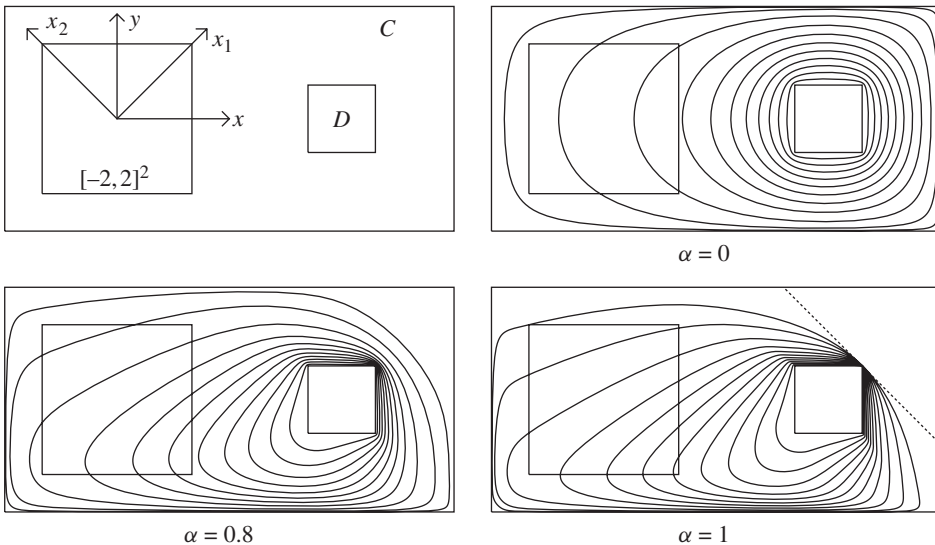 x₂
y
x₁
C
x
D
[–2, 2]²
α = 0
α = 0.8
α = 1